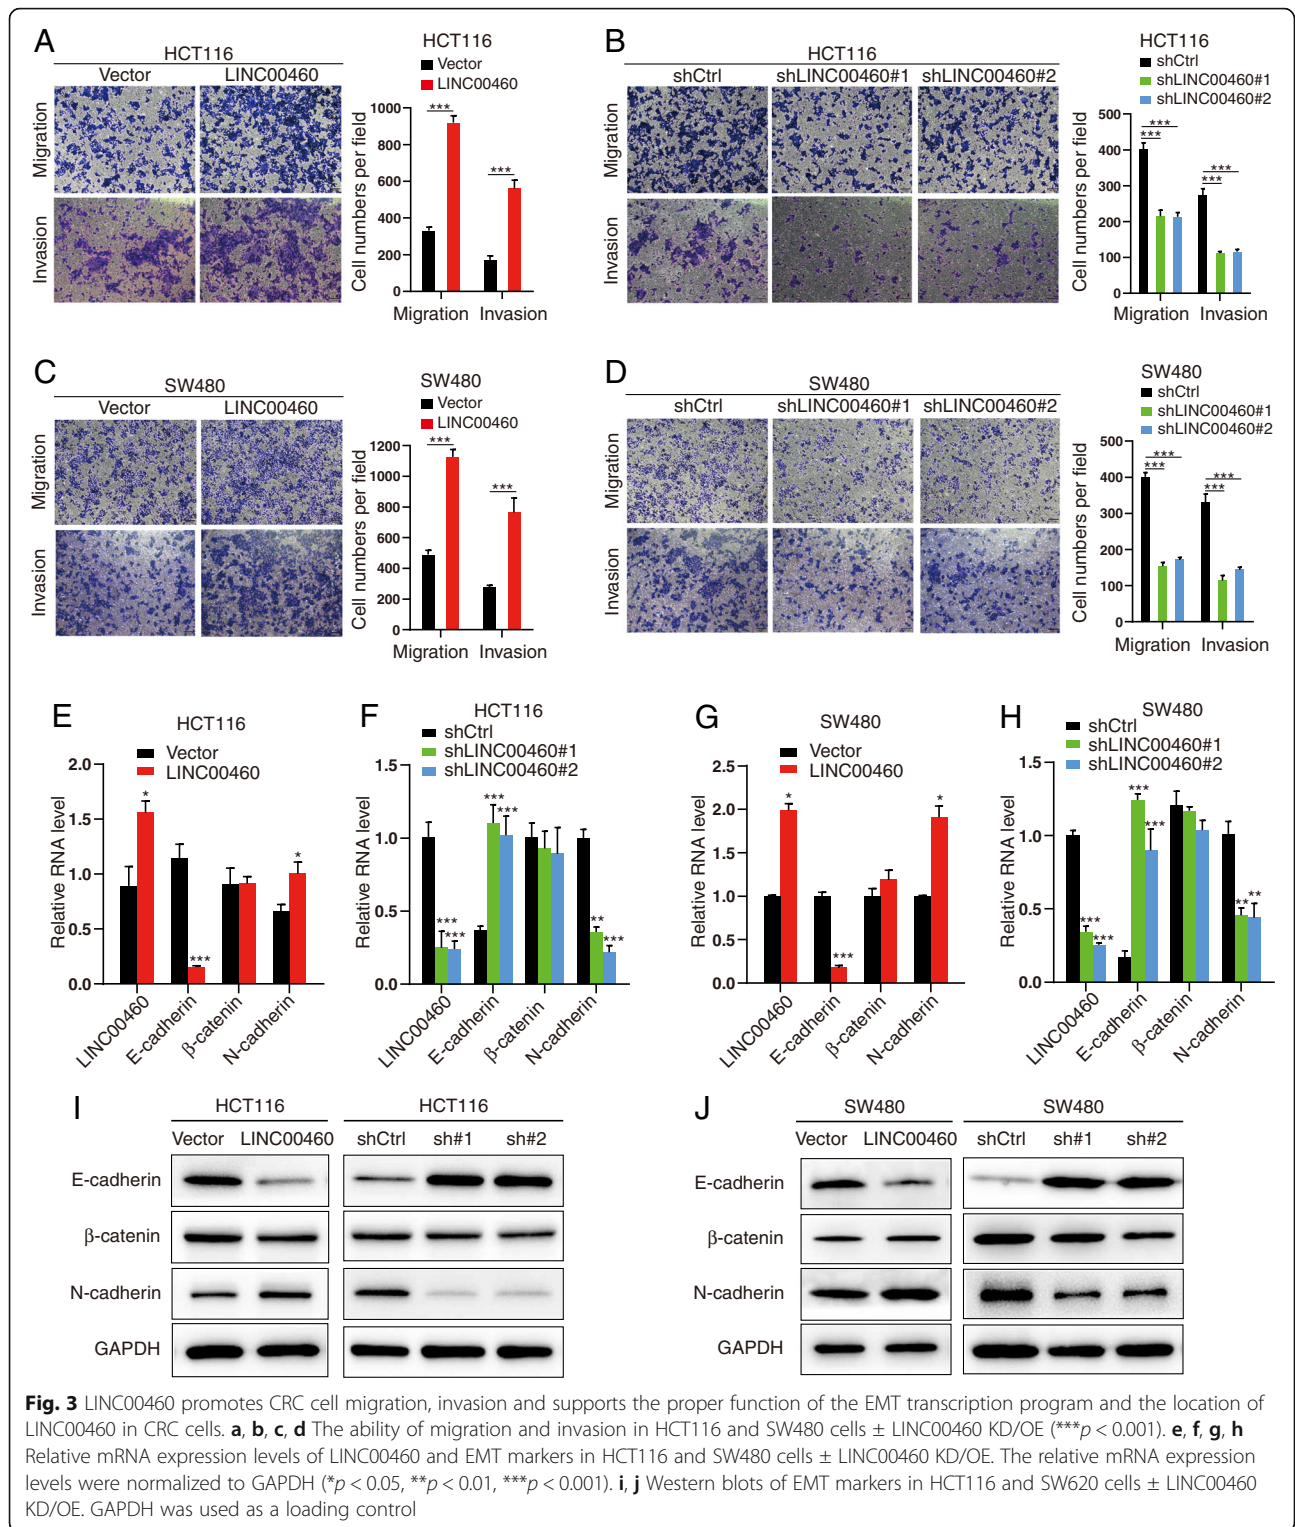 A
HCT116
Vector LINC00460
Migration
Invasion
HCT116
Vector
LINC00460
Cell numbers per field
1000
800
600
400
200
0
***
***
Migration Invasion
B
HCT116
shCtrl shLINC00460#1 shLINC00460#2
Migration
Invasion
HCT116
shCtrl
shLINC00460#1
shLINC00460#2
Cell numbers per field
500
400
300
200
100
0
***
***
***
***
Migration Invasion
C
SW480
Vector LINC00460
Migration
Invasion
SW480
Vector
LINC00460
Cell numbers per field
1200
1000
800
600
400
200
0
***
***
Migration Invasion
D
SW480
shCtrl shLINC00460#1 shLINC00460#2
Migration
Invasion
SW480
shCtrl
shLINC00460#1
shLINC00460#2
Cell numbers per field
500
400
300
200
100
0
***
***
***
***
Migration Invasion
E
HCT116
Vector
LINC00460
Relative RNA level
2.0
1.5
1.0
0.5
0.0
*
***
*
LINC00460 E-cadherin β-catenin N-cadherin
F
HCT116
shCtrl
shLINC00460#1
shLINC00460#2
Relative RNA level
1.5
1.0
0.5
0.0
***
***
***
***
**
***
LINC00460 E-cadherin β-catenin N-cadherin
G
SW480
Vector
LINC00460
Relative RNA level
2.5
2.0
1.5
1.0
0.5
0.0
*
***
*
LINC00460 E-cadherin β-catenin N-cadherin
H
SW480
shCtrl
shLINC00460#1
shLINC00460#2
Relative RNA level
1.5
1.0
0.5
0.0
***
***
***
***
**
**
LINC00460 E-cadherin β-catenin N-cadherin
I
HCT116 HCT116
Vector LINC00460 shCtrl sh#1 sh#2
E-cadherin
β-catenin
N-cadherin
GAPDH
J
SW480 SW480
Vector LINC00460 shCtrl sh#1 sh#2
E-cadherin
β-catenin
N-cadherin
GAPDH
Fig. 3 LINC00460 promotes CRC cell migration, invasion and supports the proper function of the EMT transcription program and the location of
LINC00460 in CRC cells. a, b, c, d The ability of migration and invasion in HCT116 and SW480 cells ± LINC00460 KD/OE (***p < 0.001). e, f, g, h
Relative mRNA expression levels of LINC00460 and EMT markers in HCT116 and SW480 cells ± LINC00460 KD/OE. The relative mRNA expression
levels were normalized to GAPDH (*p < 0.05, **p < 0.01, ***p < 0.001). i, j Western blots of EMT markers in HCT116 and SW620 cells ± LINC00460
KD/OE. GAPDH was used as a loading control